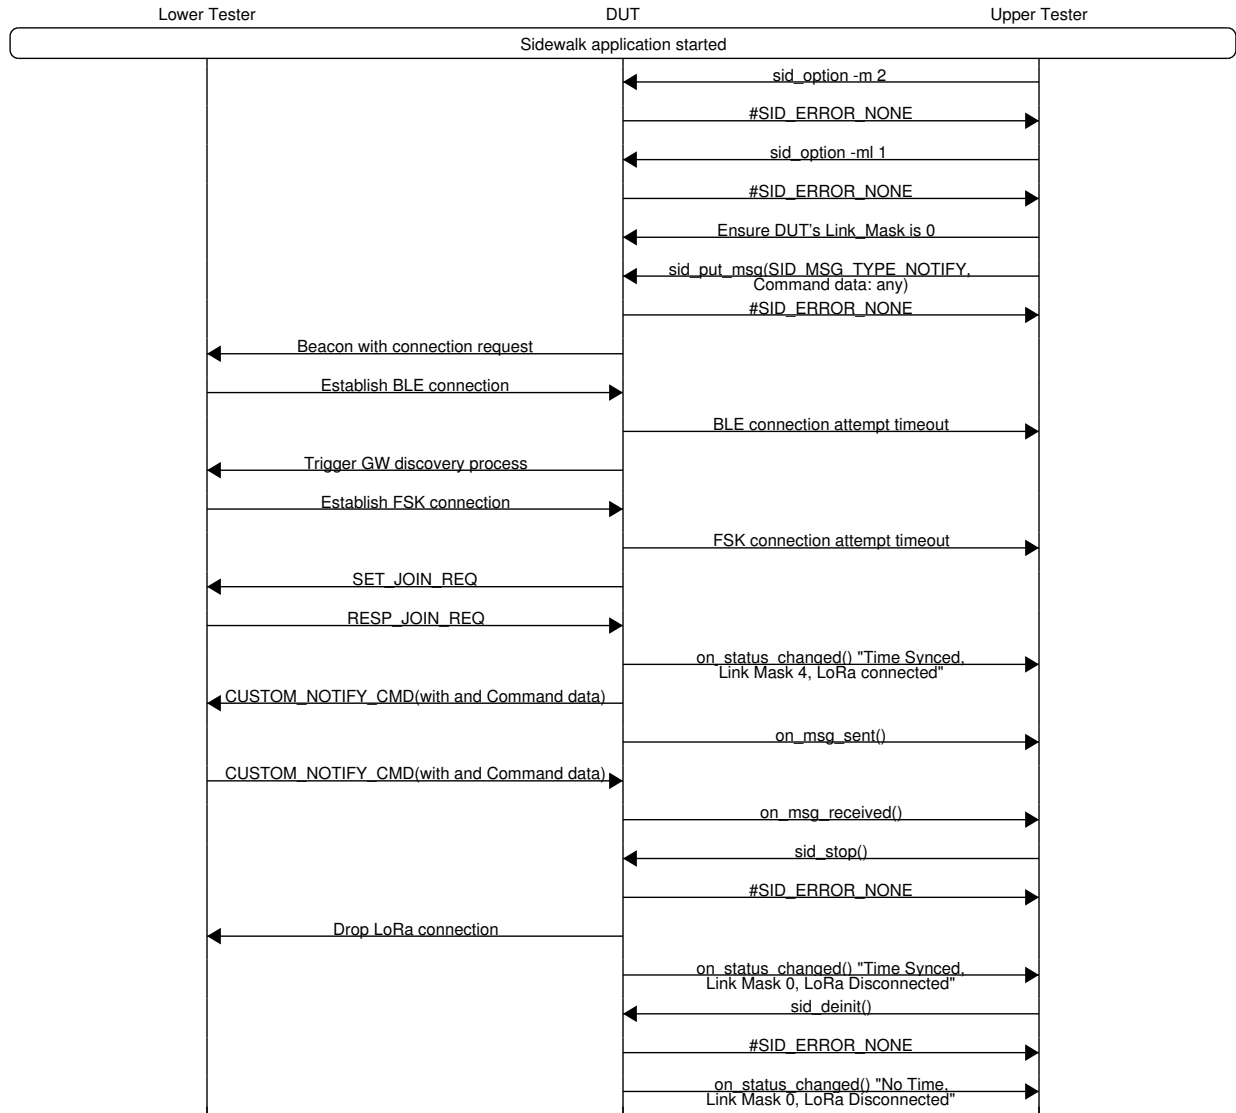 Lower Tester DUT Upper Tester
Sidewalk application started
sid_option -m 2
#SID_ERROR_NONE
sid_option -ml 1
#SID_ERROR_NONE
Ensure DUT's Link_Mask is 0
sid_put_msg(SID_MSG_TYPE_NOTIFY,
Command data: any)
#SID_ERROR_NONE
Beacon with connection request
Establish BLE connection
BLE connection attempt timeout
Trigger GW discovery process
Establish FSK connection
FSK connection attempt timeout
SET_JOIN_REQ
RESP_JOIN_REQ
on_status_changed() "Time Synced,
Link Mask 4, LoRa connected"
CUSTOM_NOTIFY_CMD(with and Command data)
on_msg_sent()
CUSTOM_NOTIFY_CMD(with and Command data)
on_msg_received()
sid_stop()
#SID_ERROR_NONE
Drop LoRa connection
on_status_changed() "Time Synced,
Link Mask 0, LoRa Disconnected"
sid_deinit()
#SID_ERROR_NONE
on_status_changed() "No Time,
Link Mask 0, LoRa Disconnected"